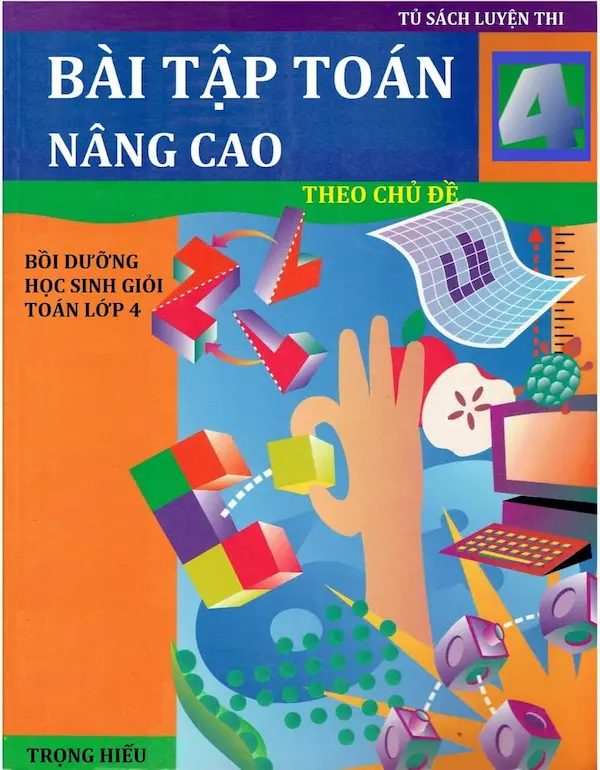 TỦ SÁCH LUYỆN THI
BÀI TẬP TOÁN
4
NÂNG CAO
THEO CHỦ ĐỀ
BỒI DƯỠNG
HỌC SINH GIỎI
TOÁN LỚP 4
TRỌNG HIẾU